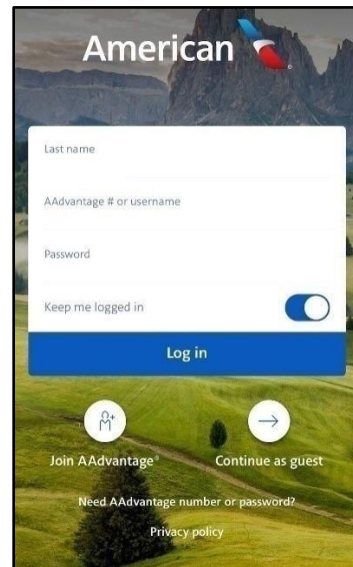 American
Last name
AAdvantage # or username
Password
Keep me logged in
Log in
Join AAdvantage®
Continue as guest
Need AAdvantage number or password?
Privacy policy